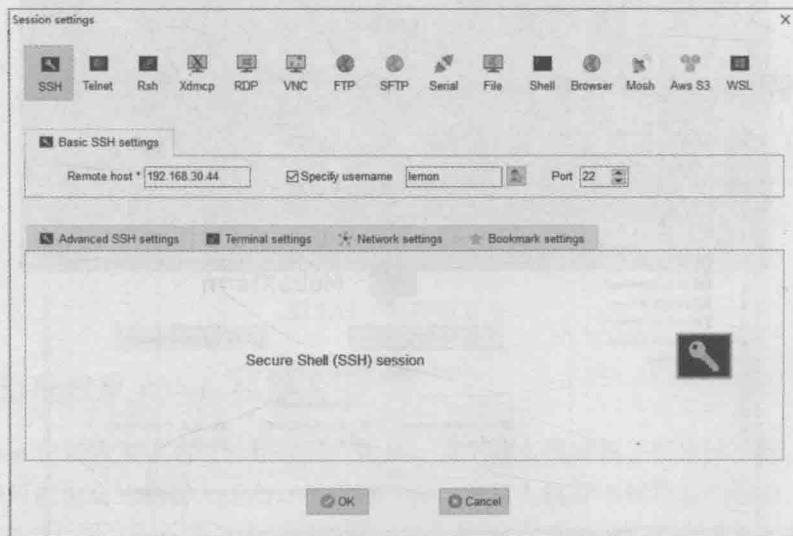 Session settings
SSH Telnet Rsh Xdmcp RDP VNC FTP SFTP Serial File Shell Browser Mosh Aws S3 WSL
Basic SSH settings
Remote host * 192.168.30.44 Specify username lemon Port 22
Advanced SSH settings Terminal settings Network settings Bookmark settings
Secure Shell (SSH) session
OK Cancel